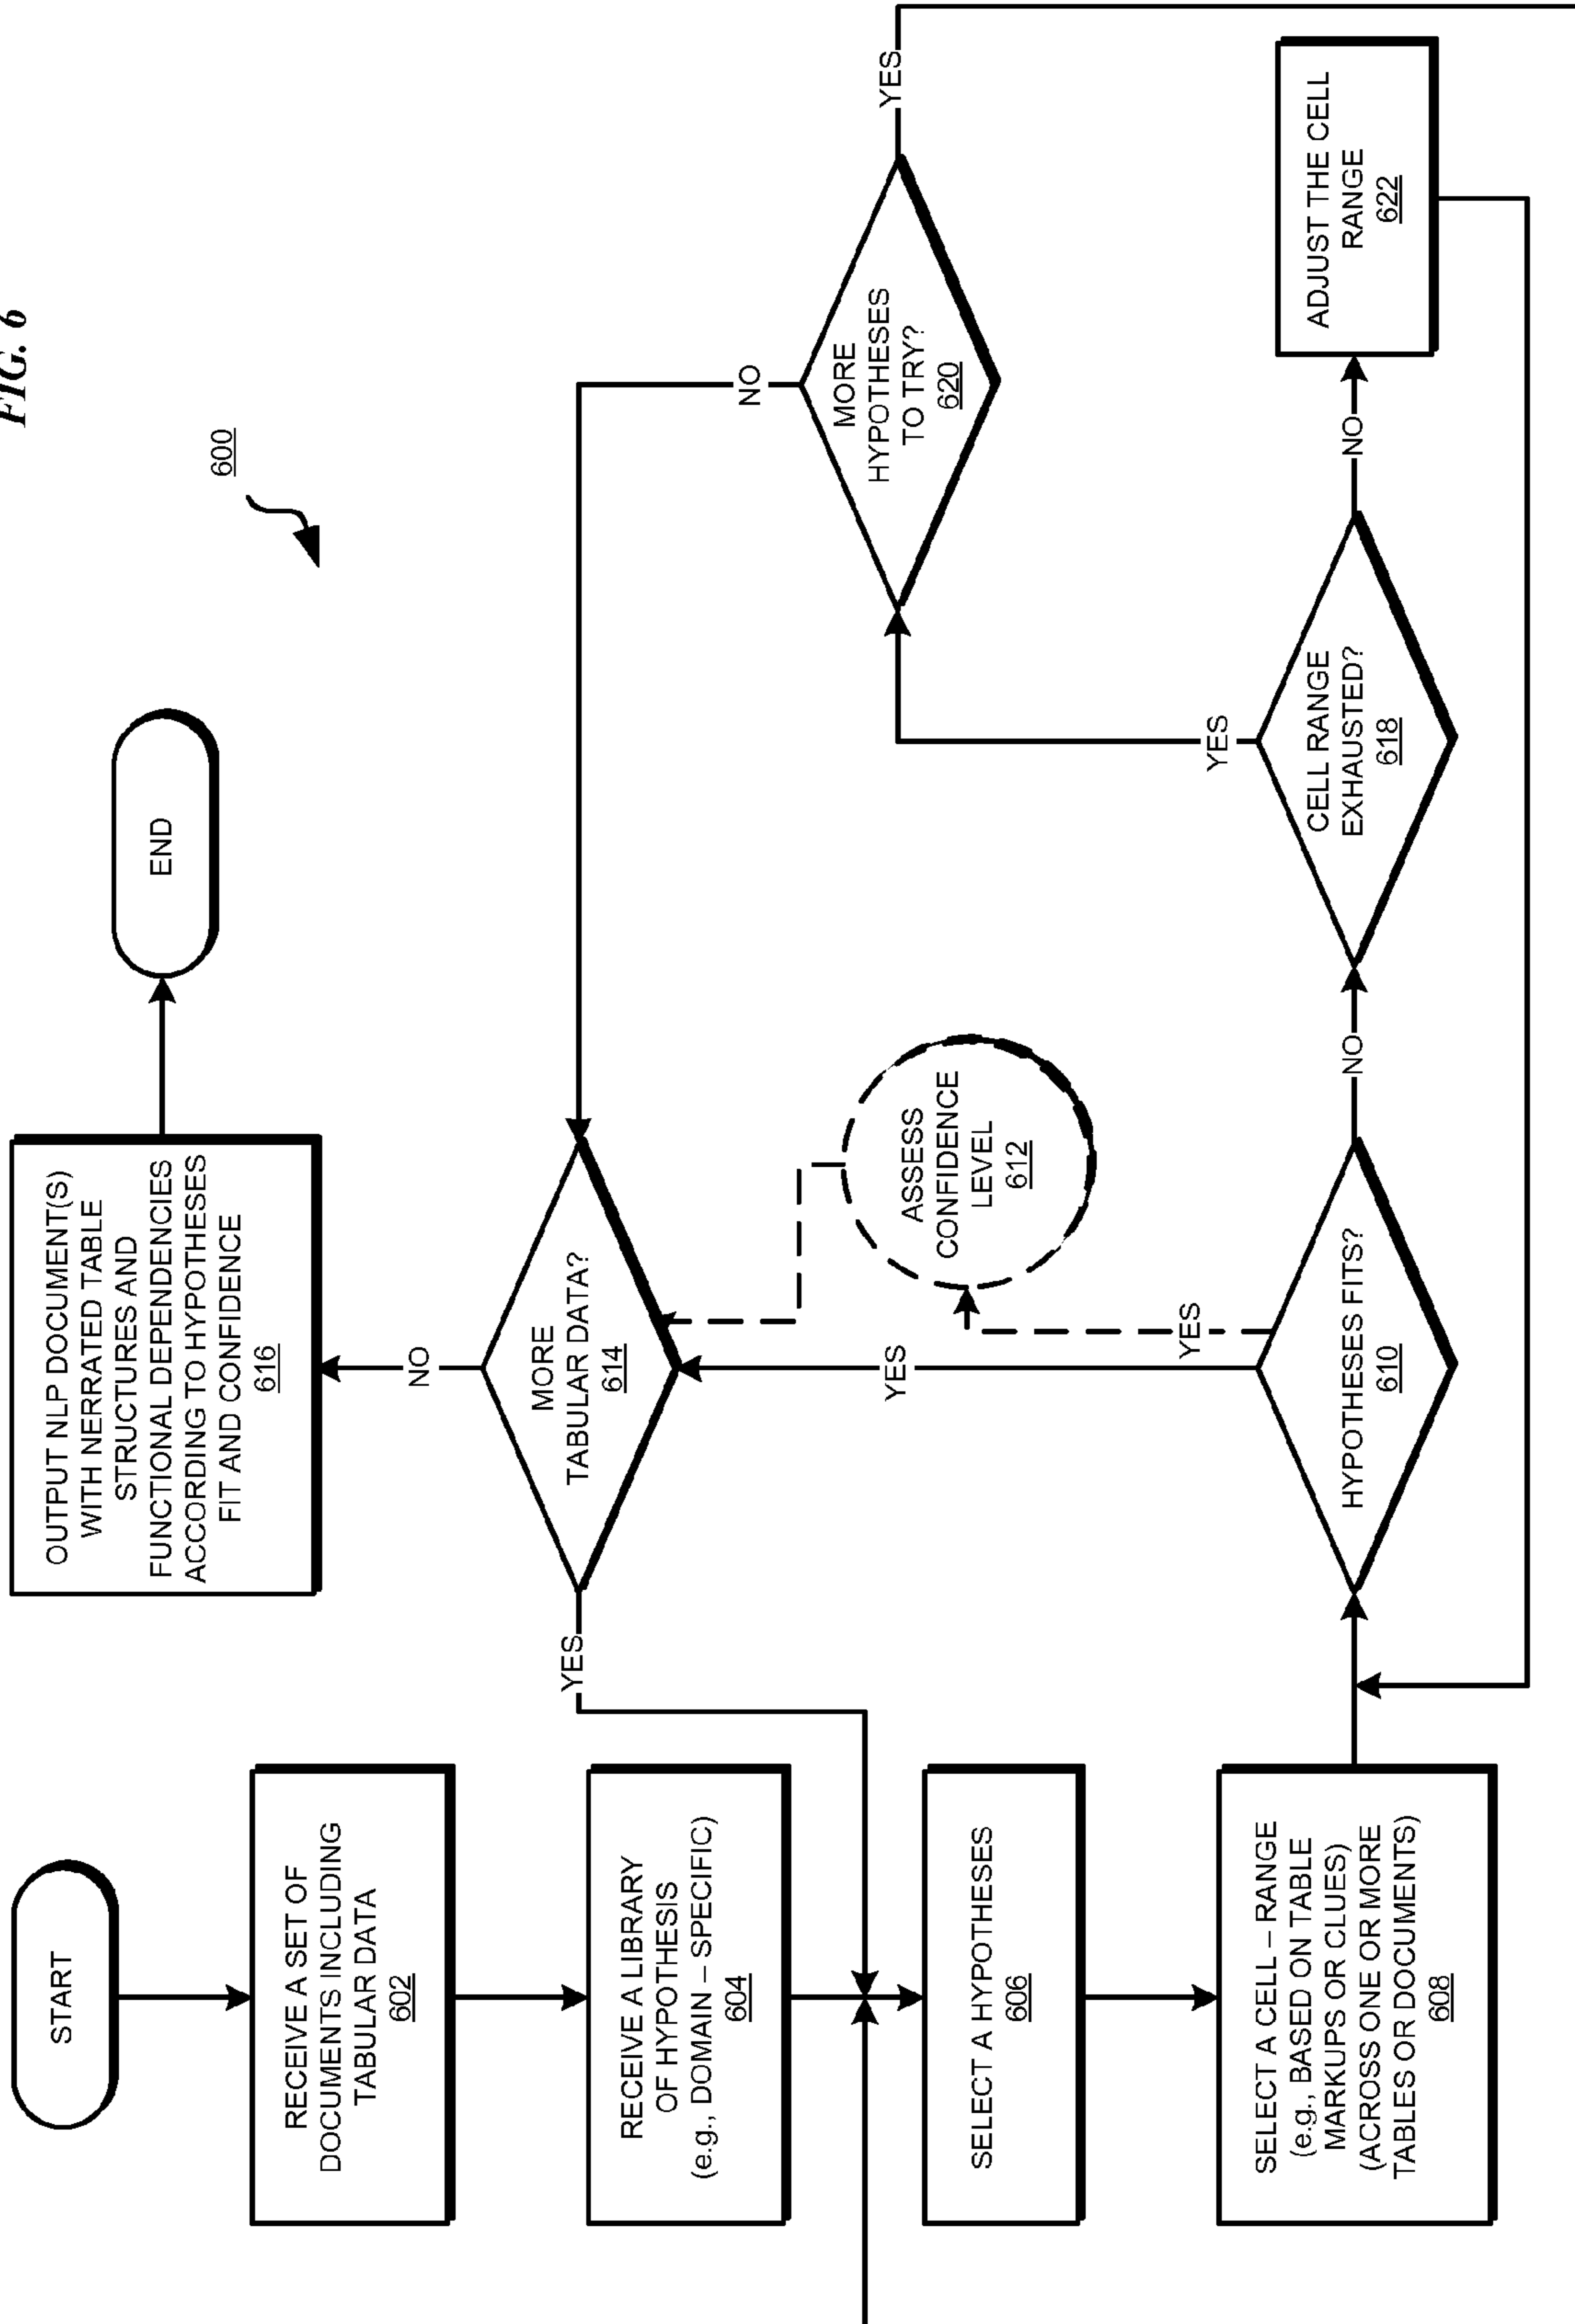 FIG. 6
600
START
RECEIVE A SET OF
DOCUMENTS INCLUDING
TABULAR DATA
602
RECEIVE A LIBRARY
OF HYPOTHESIS
(e.g., DOMAIN – SPECIFIC)
604
SELECT A HYPOTHESES
606
SELECT A CELL – RANGE
(e.g., BASED ON TABLE
MARKUPS OR CLUES)
(ACROSS ONE OR MORE
TABLES OR DOCUMENTS)
608
OUTPUT NLP DOCUMENT(S)
WITH NERRATED TABLE
STRUCTURES AND
FUNCTIONAL DEPENDENCIES
ACCORDING TO HYPOTHESES
FIT AND CONFIDENCE
616
END
NO
YES
MORE
TABULAR DATA?
614
YES
YES
HYPOTHESES FITS?
610
ASSESS
CONFIDENCE
LEVEL
612
NO
CELL RANGE
EXHAUSTED?
618
YES
NO
MORE
HYPOTHESES
TO TRY?
620
NO
YES
ADJUST THE CELL
RANGE
622